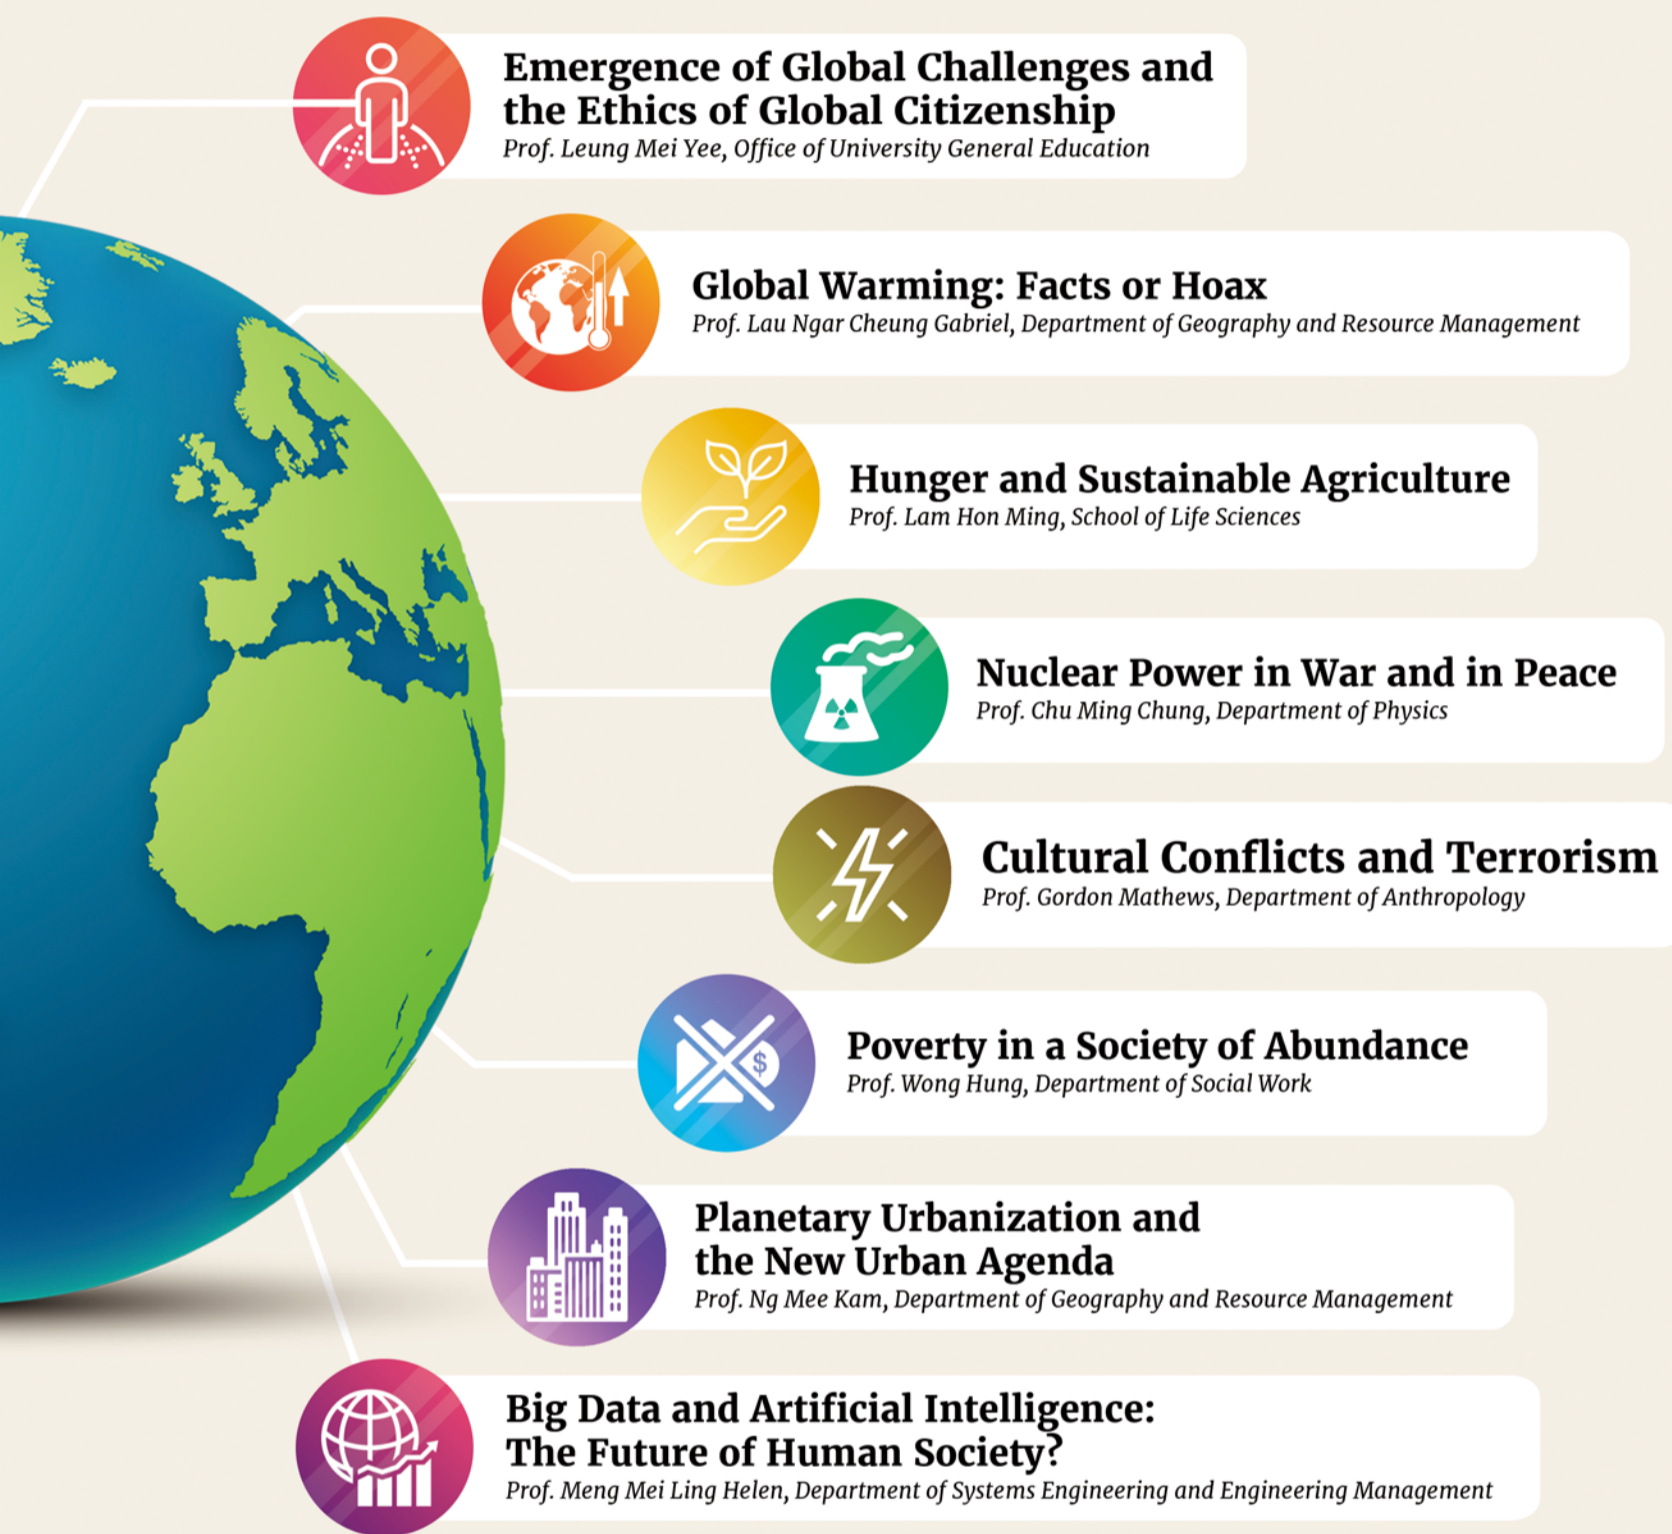 Emergence of Global Challenges and
the Ethics of Global Citizenship
Prof. Leung Mei Yee, Office of University General Education
Global Warming: Facts or Hoax
Prof. Lau Ngar Cheung Gabriel, Department of Geography and Resource Management
Hunger and Sustainable Agriculture
Prof. Lam Hon Ming, School of Life Sciences
Nuclear Power in War and in Peace
Prof. Chu Ming Chung, Department of Physics
Cultural Conflicts and Terrorism
Prof. Gordon Mathews, Department of Anthropology
$
Poverty in a Society of Abundance
Prof. Wong Hung, Department of Social Work
Planetary Urbanization and
the New Urban Agenda
Prof. Ng Mee Kam, Department of Geography and Resource Management
Big Data and Artificial Intelligence:
The Future of Human Society?
Prof. Meng Mei Ling Helen, Department of Systems Engineering and Engineering Management